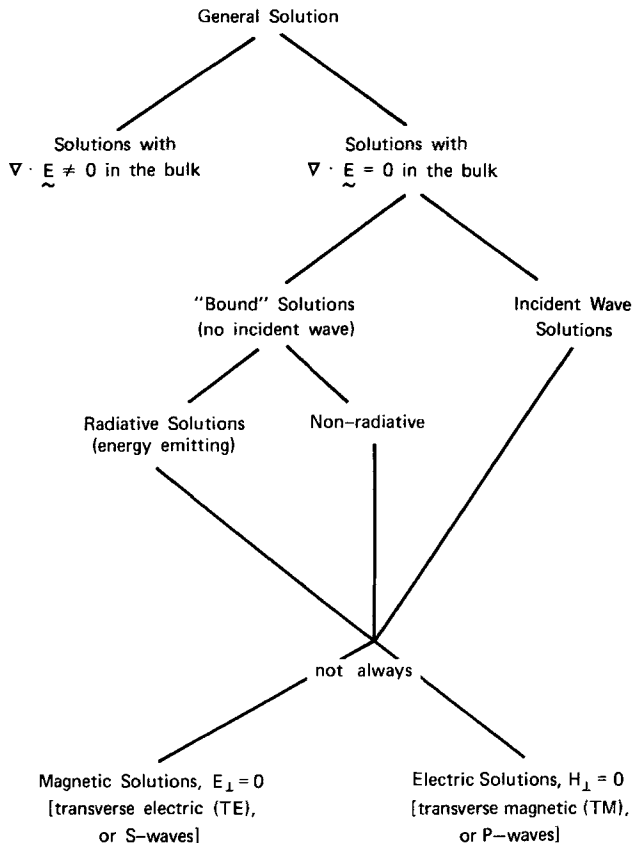 General Solution
Solutions with
∇ · E ≠ 0 in the bulk
Solutions with
∇ · E = 0 in the bulk
"Bound" Solutions
(no incident wave)
Incident Wave
Solutions
Radiative Solutions
(energy emitting)
Non-radiative
not always
Magnetic Solutions, E⊥ = 0
[transverse electric (TE),
or S-waves]
Electric Solutions, H⊥ = 0
[transverse magnetic (TM),
or P-waves]